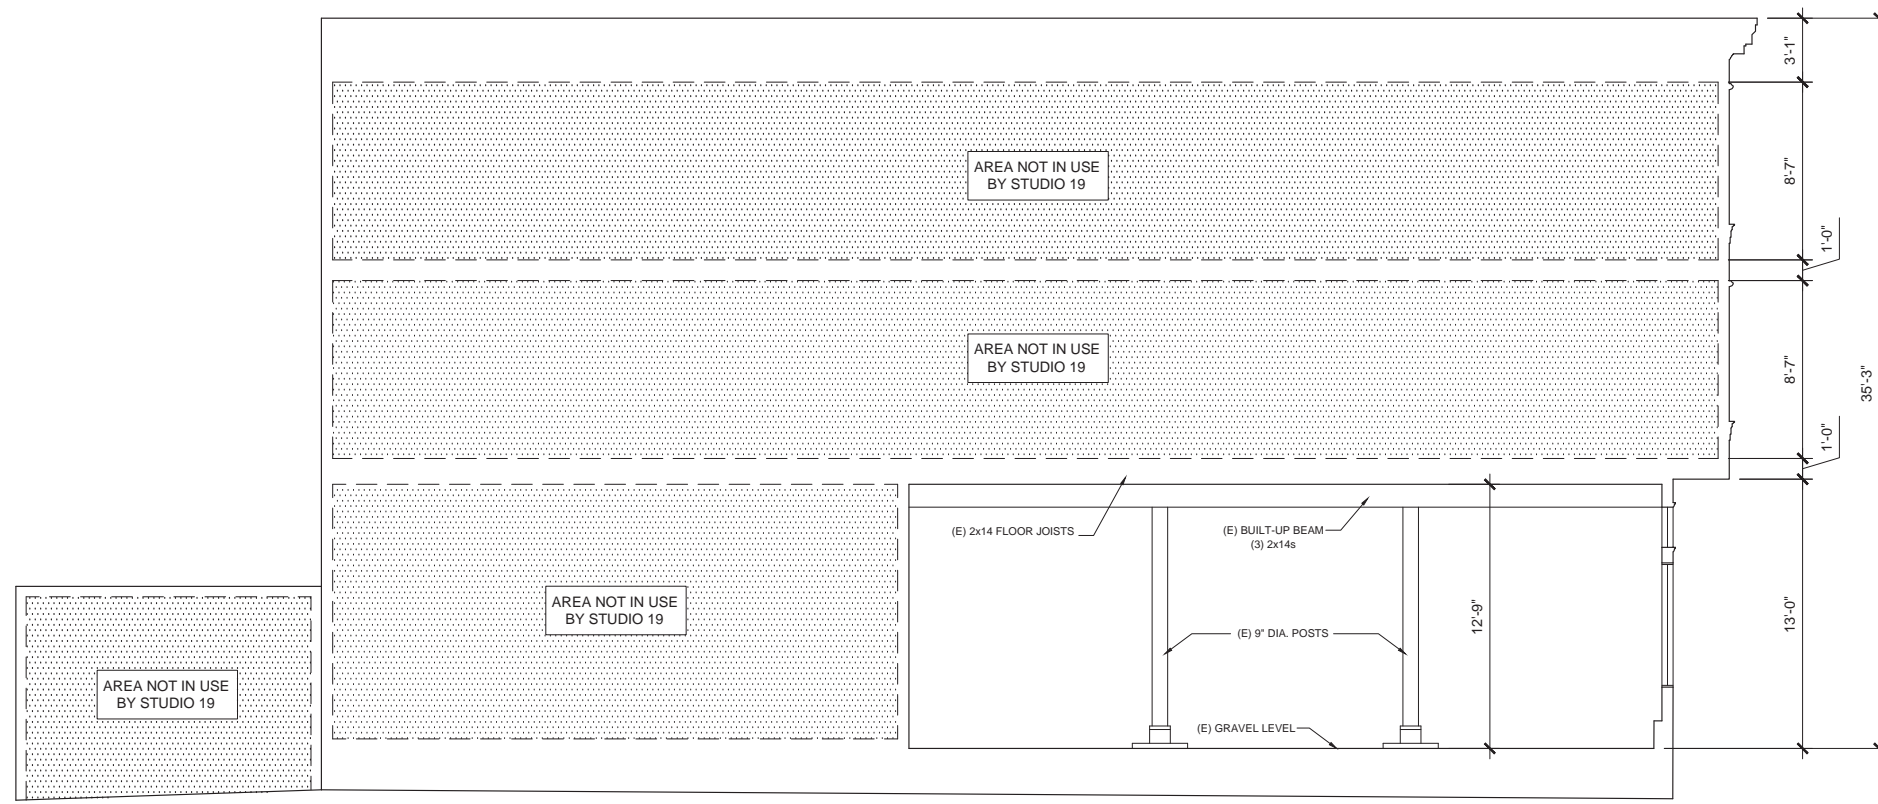 3'-1"
AREA NOT IN USE
BY STUDIO 19
8'-7"
1'-0"
AREA NOT IN USE
BY STUDIO 19
8'-7"
35'-3"
1'-0"
(E) 2x14 FLOOR JOISTS
(E) BUILT-UP BEAM
(3) 2x14s
AREA NOT IN USE
BY STUDIO 19
12'-9"
13'-0"
(E) 9" DIA. POSTS
AREA NOT IN USE
BY STUDIO 19
(E) GRAVEL LEVEL